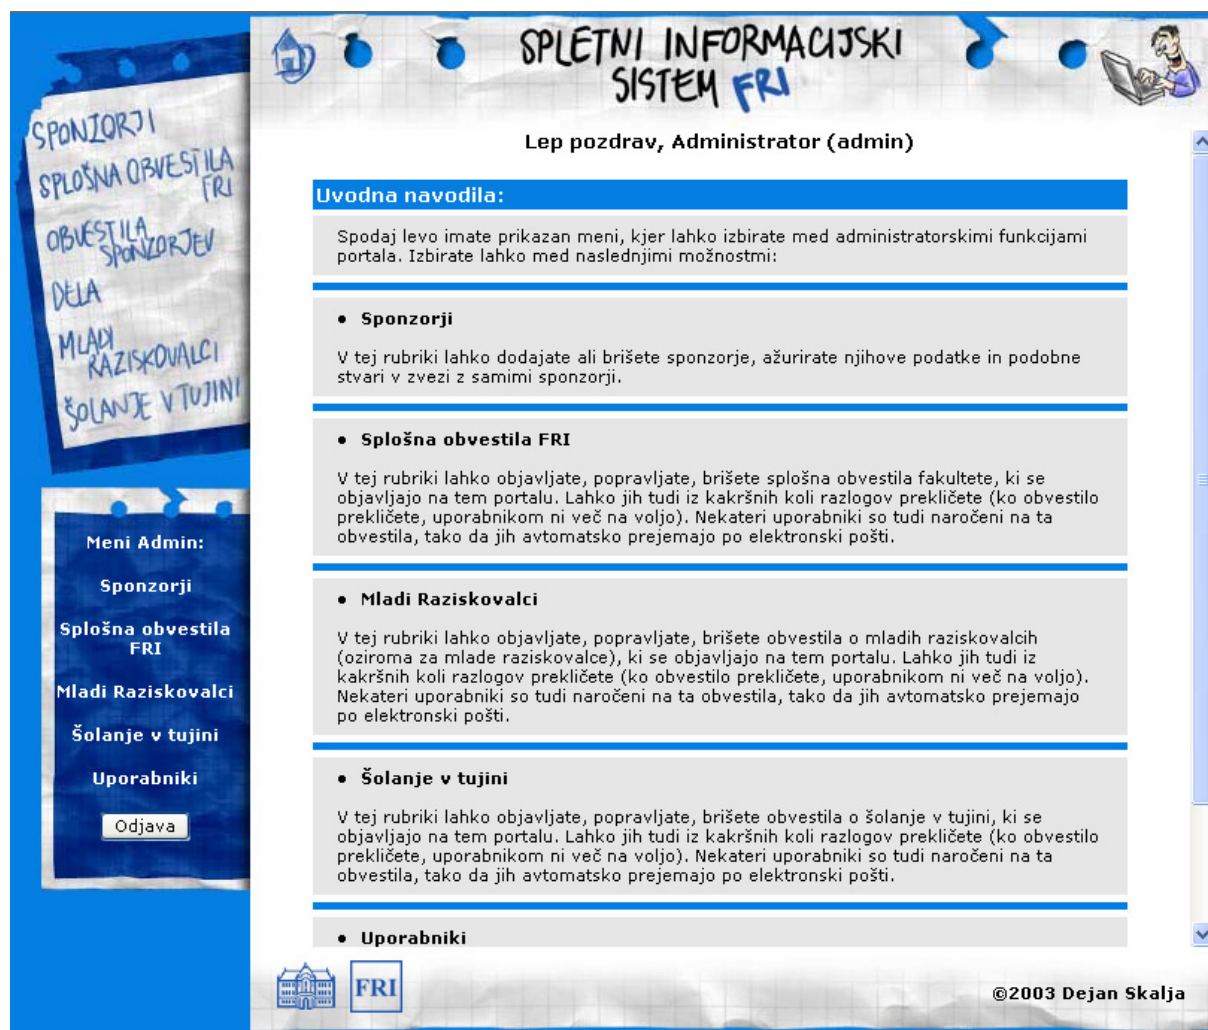 SPLETNI INFORMACIJSKI
SISTEM FRI
SPONZORJI
SPLOŠNA OBVESTILA
FRI
OBVESTILA
SPONZORJEV
DELA
MLADI
RAZISKOVALCI
ŠOLANJE V TUJINI
Meni Admin:
Sponzorji
Splošna obvestila
FRI
Mladi Raziskovalci
Šolanje v tujini
Uporabniki
Odjava
Lep pozdrav, Administrator (admin)
Uvodna navodila:
Spodaj levo imate prikazan meni, kjer lahko izbirate med administratorskimi funkcijami
portala. Izbirate lahko med naslednjimi možnostmi:
• Sponzorji
V tej rubriki lahko dodajate ali brišete sponzorje, ažurirate njihove podatke in podobne
stvari v zvezi z samimi sponzorji.
• Splošna obvestila FRI
V tej rubriki lahko objavljate, popravljate, brišete splošna obvestila fakultete, ki se
objavljajo na tem portalu. Lahko jih tudi iz kakršnih koli razlogov prekličete (ko obvestilo
prekličete, uporabnikom ni več na voljo). Nekateri uporabniki so tudi naročeni na ta
obvestila, tako da jih avtomatsko prejemajo po elektronski pošti.
• Mladi Raziskovalci
V tej rubriki lahko objavljate, popravljate, brišete obvestila o mladih raziskovalcih
(oziroma za mlade raziskovalce), ki se objavljajo na tem portalu. Lahko jih tudi iz
kakršnih koli razlogov prekličete (ko obvestilo prekličete, uporabnikom ni več na voljo).
Nekateri uporabniki so tudi naročeni na ta obvestila, tako da jih avtomatsko prejemajo
po elektronski pošti.
• Šolanje v tujini
V tej rubriki lahko objavljate, popravljate, brišete obvestila o šolanje v tujini, ki se
objavljajo na tem portalu. Lahko jih tudi iz kakršnih koli razlogov prekličete (ko obvestilo
prekličete, uporabnikom ni več na voljo). Nekateri uporabniki so tudi naročeni na ta
obvestila, tako da jih avtomatsko prejemajo po elektronski pošti.
• Uporabniki
FRI
©2003 Dejan Skalja